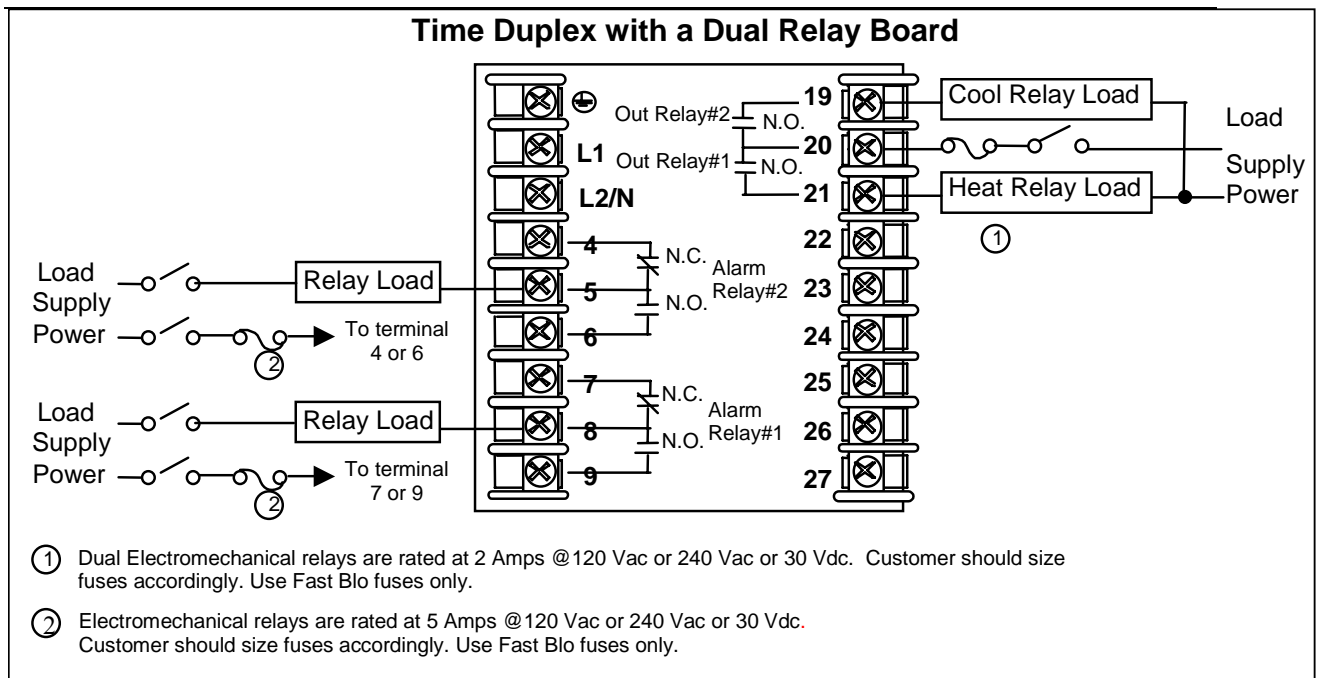 Time Duplex with a Dual Relay Board
L1
L2/N
4
5
6
7
8
9
N.C.
N.O.
Alarm
Relay#2
N.C.
N.O.
Alarm
Relay#1
Out Relay#2
N.O.
Out Relay#1
N.O.
19
20
21
22
23
24
25
26
27
Cool Relay Load
Heat Relay Load
1
Load
Supply
Power
Load
Supply
Power
Relay Load
2
To terminal
4 or 6
Load
Supply
Power
Relay Load
2
To terminal
7 or 9
1 Dual Electromechanical relays are rated at 2 Amps @120 Vac or 240 Vac or 30 Vdc. Customer should size
fuses accordingly. Use Fast Blo fuses only.
2 Electromechanical relays are rated at 5 Amps @120 Vac or 240 Vac or 30 Vdc.
Customer should size fuses accordingly. Use Fast Blo fuses only.